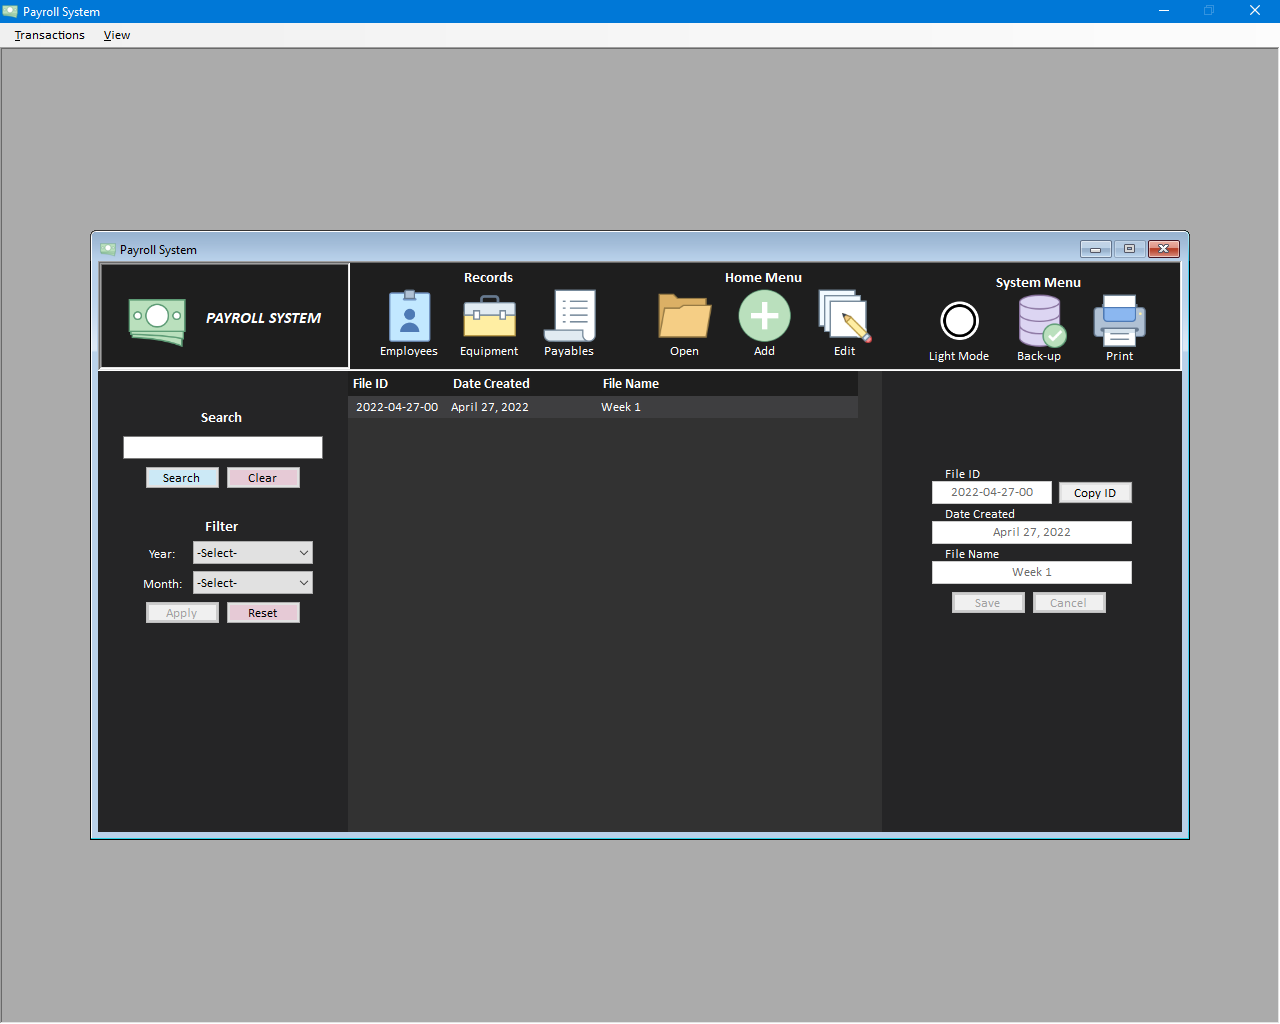 Payroll System
Transactions View
Payroll System
PAYROLL SYSTEM
Records
Employees Equipment Payables
Home Menu
Open Add Edit
System Menu
Light Mode Back-up Print
Search
Search Clear
Filter
Year: -Select-
Month: -Select-
Apply Reset
File ID Date Created File Name
2022-04-27-00 April 27, 2022 Week 1
File ID
2022-04-27-00 Copy ID
Date Created
April 27, 2022
File Name
Week 1
Save Cancel